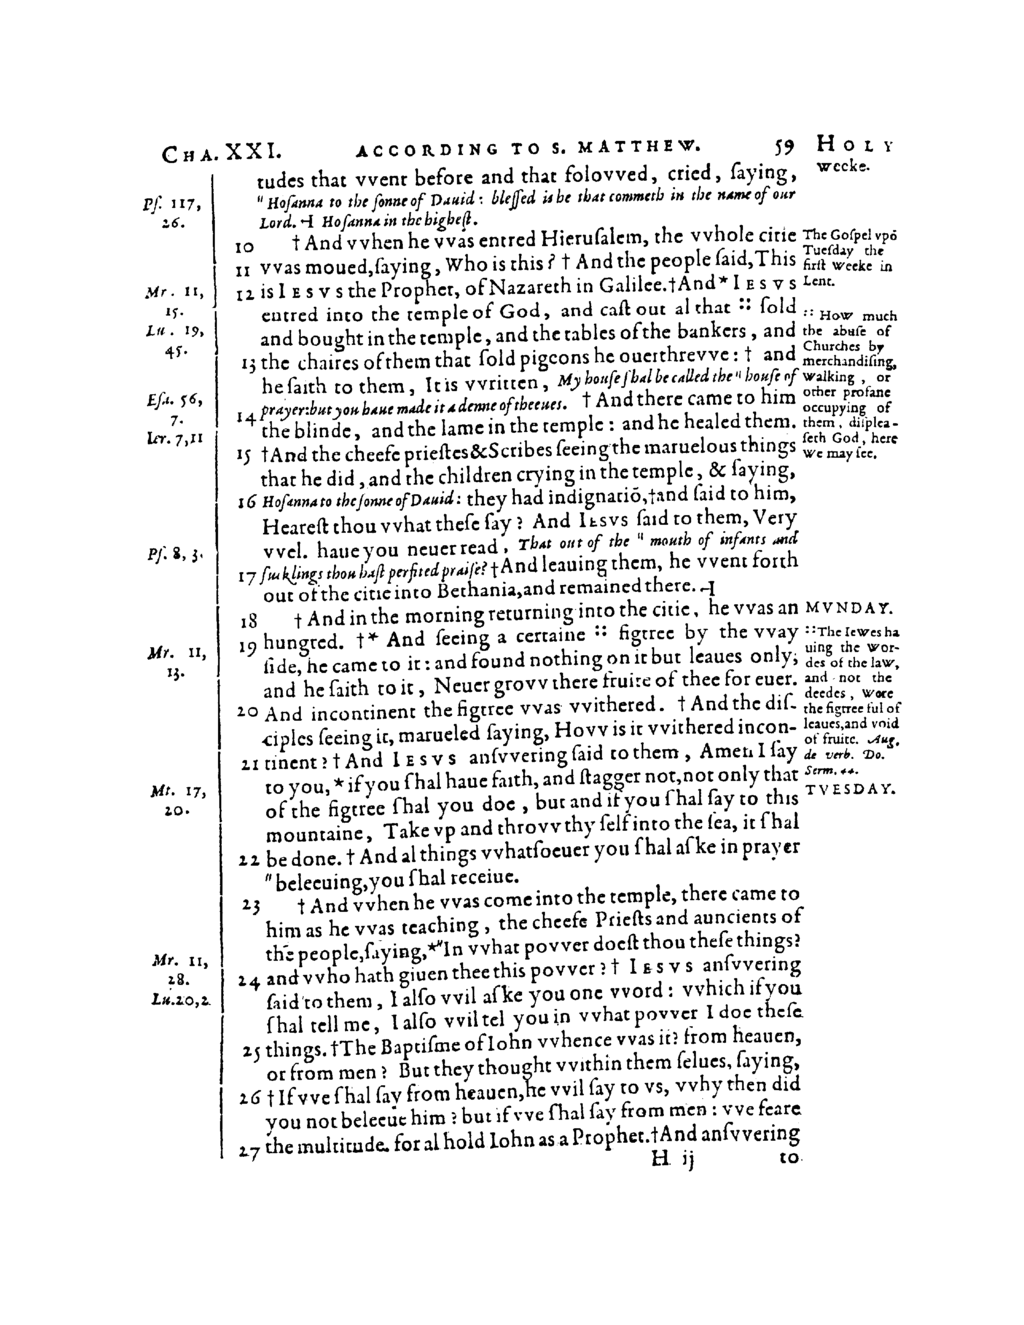 CHA. XXI. ACCORDING TO S. MATTHEW. 59 HOLY
weeke.
tudes that vvent before and that folovved, cried, ſaying,
" Hoſanna to the ſonne of Dauid: bleſſed is he that commeth in the name of our
Lord. ⊣ Hoſanna in the higheſt.
Pſ. 117,
26.
10 † And vvhen he vvas entred Hieruſalem, the vvhole citie
11 vvas moued, ſaying, Who is this? † And the people ſaid, This
12 is IESVS the Prophet, of Nazareth in Galilee. † And * IESVS
entred into the temple of God, and caſt out al that :: ſold
and bought in the temple, and the tables of the bankers, and
13 the chaires of them that ſold pigeons he ouerthrevve: † and
he ſaith to them, It is vvritten, My houſe ſhal be called the " houſe of
14 prayer: but you haue made it a denne of theeues. † And there came to him
the blinde, and the lame in the temple: and he healed them.
15 † And the cheefe prieſtes & Scribes ſeeing the maruelous things
that he did, and the children crying in the temple, & ſaying,
16 Hoſanna to the ſonne of Dauid: they had indignatiō, † and ſaid to him,
Heareſt thou vvhat theſe ſay? And IESVS ſaid to them, Very
vvel. haue you neuer read, That out of the " mouth of infants and
17 ſucklings thou haſt perfited praiſe? † And leauing them, he vvent forth
out of the citie into Bethania, and remained there. ⊣
The Goſpel vpō
Tueſday the
firſt weeke in
Lent.
Mr. 11,
15.
Lu. 19,
45.
:: How much
the abuſe of
Churches by
merchandiſing,
walking, or
other profane
occupying of
them, diſplea-
ſeth God, here
we may ſee.
Eſa. 56,
7.
Ier. 7,11
Pſ. 8, 3.
18 † And in the morning returning into the citie, he vvas an
19 hungred. † * And ſeeing a certaine :: figtree by the vvay
ſide, he came to it: and found nothing on it but leaues only;
and he ſaith to it, Neuer grovv there fruite of thee for euer.
20 And incontinent the figtree vvas vvithered. † And the diſ-
ciples ſeeing it, marueled ſaying, Hovv is it vvithered incon-
21 tinent? † And IESVS anſvvering ſaid to them, Amen I ſay
to you, * if you ſhal haue faith, and ſtagger not, not only that
of the figtree ſhal you doe, but and if you ſhal ſay to this
mountaine, Take vp and throvv thy ſelf into the ſea, it ſhal
22 be done. † And al things vvhatſoeuer you ſhal aſke in prayer
" beleeuing, you ſhal receiue.
MVNDAY.
:: The Iewes ha
uing the wor-
des of the law,
and not the
deedes, were
the figtree ful of
leaues, and void
of fruite. Aug.
de verb. Do.
Serm. 44.
TVESDAY.
Mr. 11,
13.
Mt. 17,
20.
23 † And vvhen he vvas come into the temple, there came to
him as he vvas teaching, the cheefe Prieſts and auncients of
the people, ſaying, *"In vvhat povver doeſt thou theſe things?
24 and vvho hath giuen thee this povver? † IESVS anſvvering
ſaid to them, I alſo vvil aſke you one vvord: vvhich if you
ſhal tell me, I alſo vvil tel you in vvhat povver I doe theſe
25 things. † The Baptiſme of Iohn vvhence vvas it? from heauen,
or from men? But they thought vvithin them ſelues, ſaying,
26 † If vve ſhal ſay from heauen, he vvil ſay to vs, vvhy then did
you not beleeue him? but if vve ſhal ſay from men: vve feare
27 the multitude. for al hold Iohn as a Prophet. † And anſvvering
Mr. 11,
28.
Lu. 20,2.
H ij to